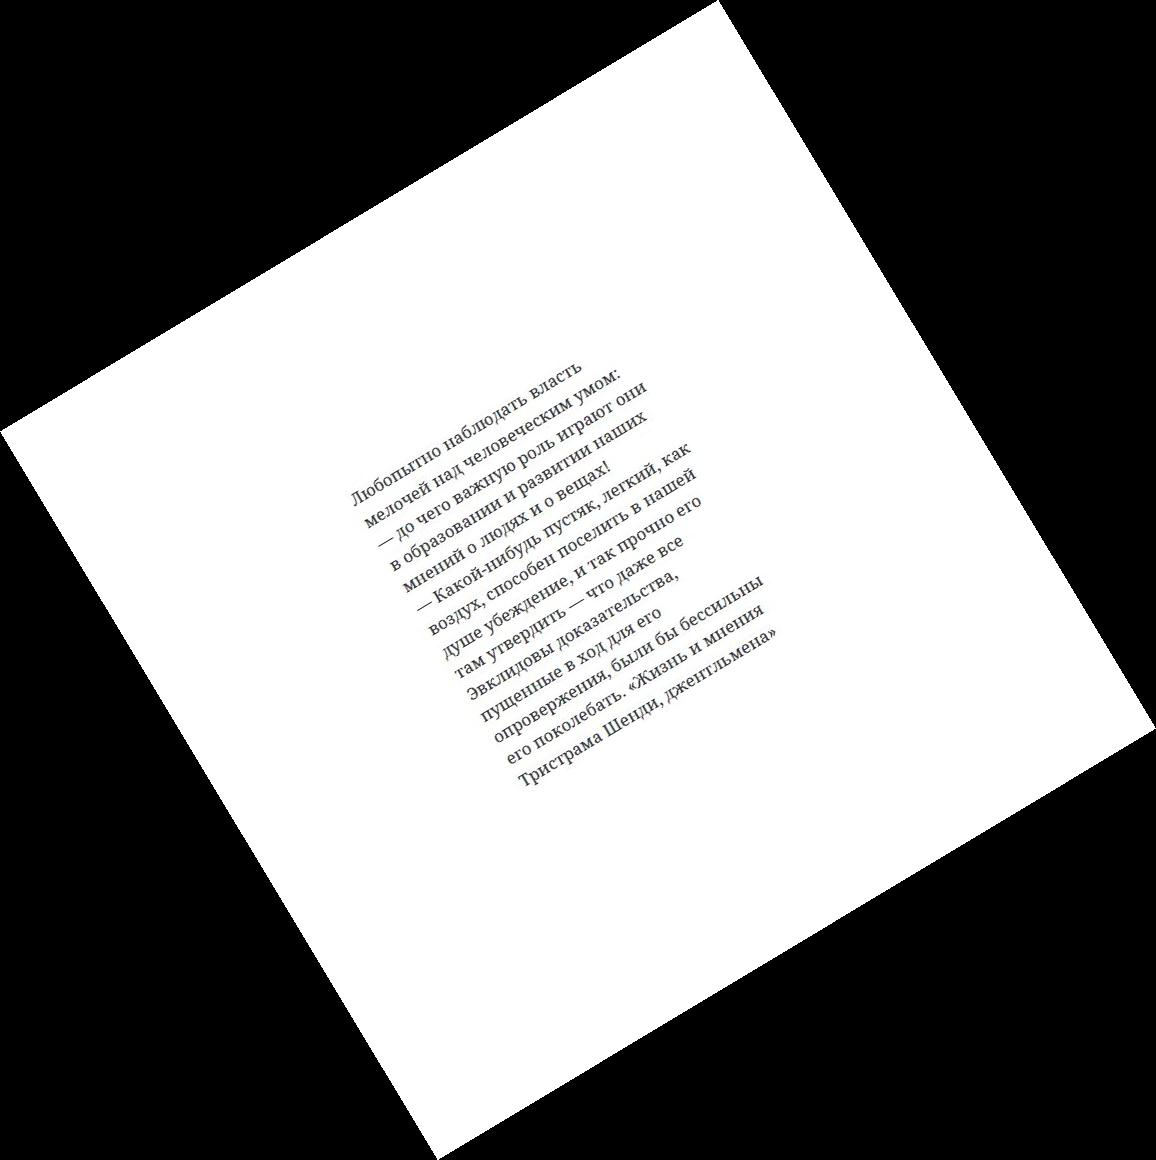 Любопытно наблюдать власть
мелочей над человеческим умом:
— до чего важную роль играют они
в образовании и развитии наших
мнений о людях и о вещах!
— Какой-нибудь пустяк, легкий, как
воздух, способен поселить в нашей
душе убеждение, и так прочно его
там утвердить — что даже все
Эвклидовы доказательства,
пущенные в ход для его
опровержения, были бы бессильны
его поколебать. «Жизнь и мнения
Тристрама Шенди, джентльмена»